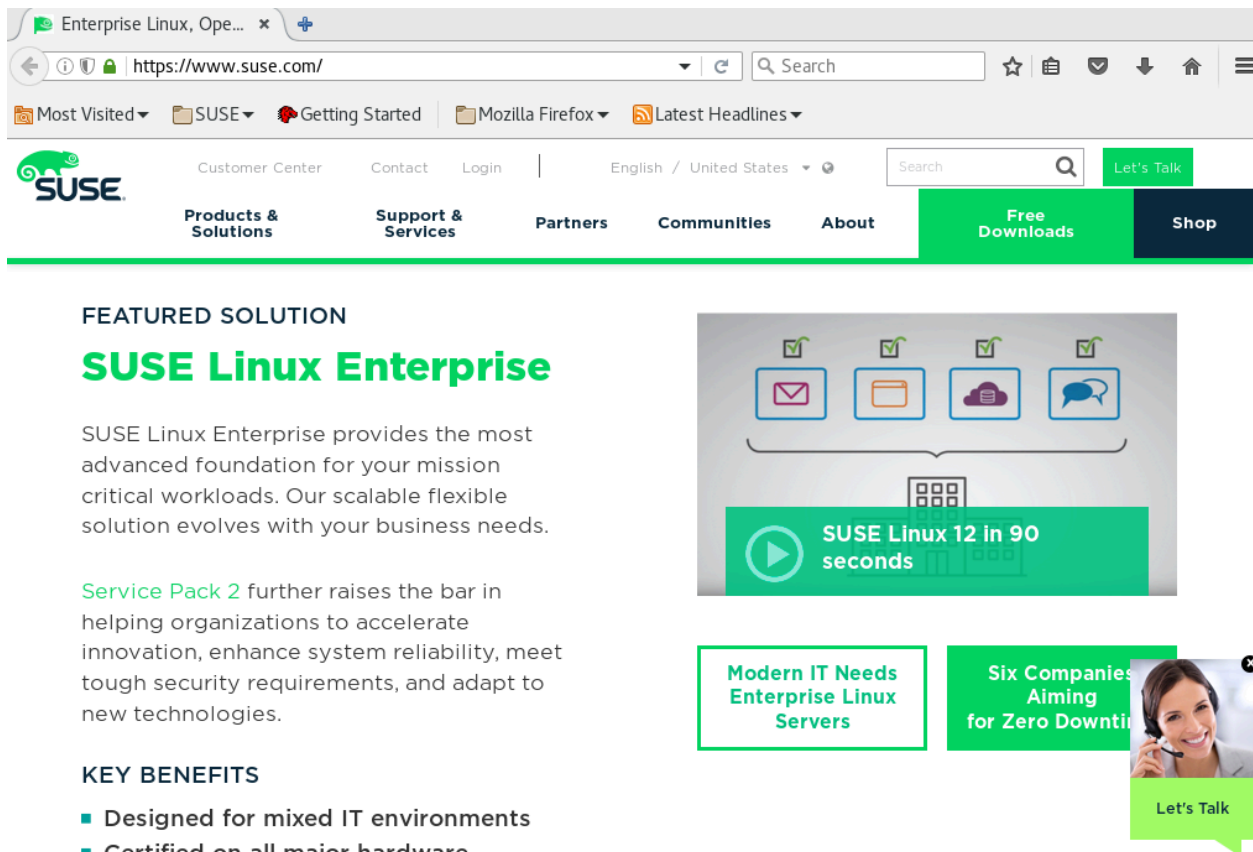 Enterprise Linux, Ope...
https://www.suse.com/
Search
Most Visited
SUSE
Getting Started
Mozilla Firefox
Latest Headlines
SUSE.
Customer Center
Contact
Login
English / United States
Search
Let's Talk
Products &
Solutions
Support &
Services
Partners
Communities
About
Free
Downloads
Shop
FEATURED SOLUTION
SUSE Linux Enterprise
SUSE Linux Enterprise provides the most
advanced foundation for your mission
critical workloads. Our scalable flexible
solution evolves with your business needs.
Service Pack 2 further raises the bar in
helping organizations to accelerate
innovation, enhance system reliability, meet
tough security requirements, and adapt to
new technologies.
KEY BENEFITS
Designed for mixed IT environments
Certified on all major hardware
SUSE Linux 12 in 90
seconds
Modern IT Needs
Enterprise Linux
Servers
Six Companies
Aiming
for Zero
Let's Talk